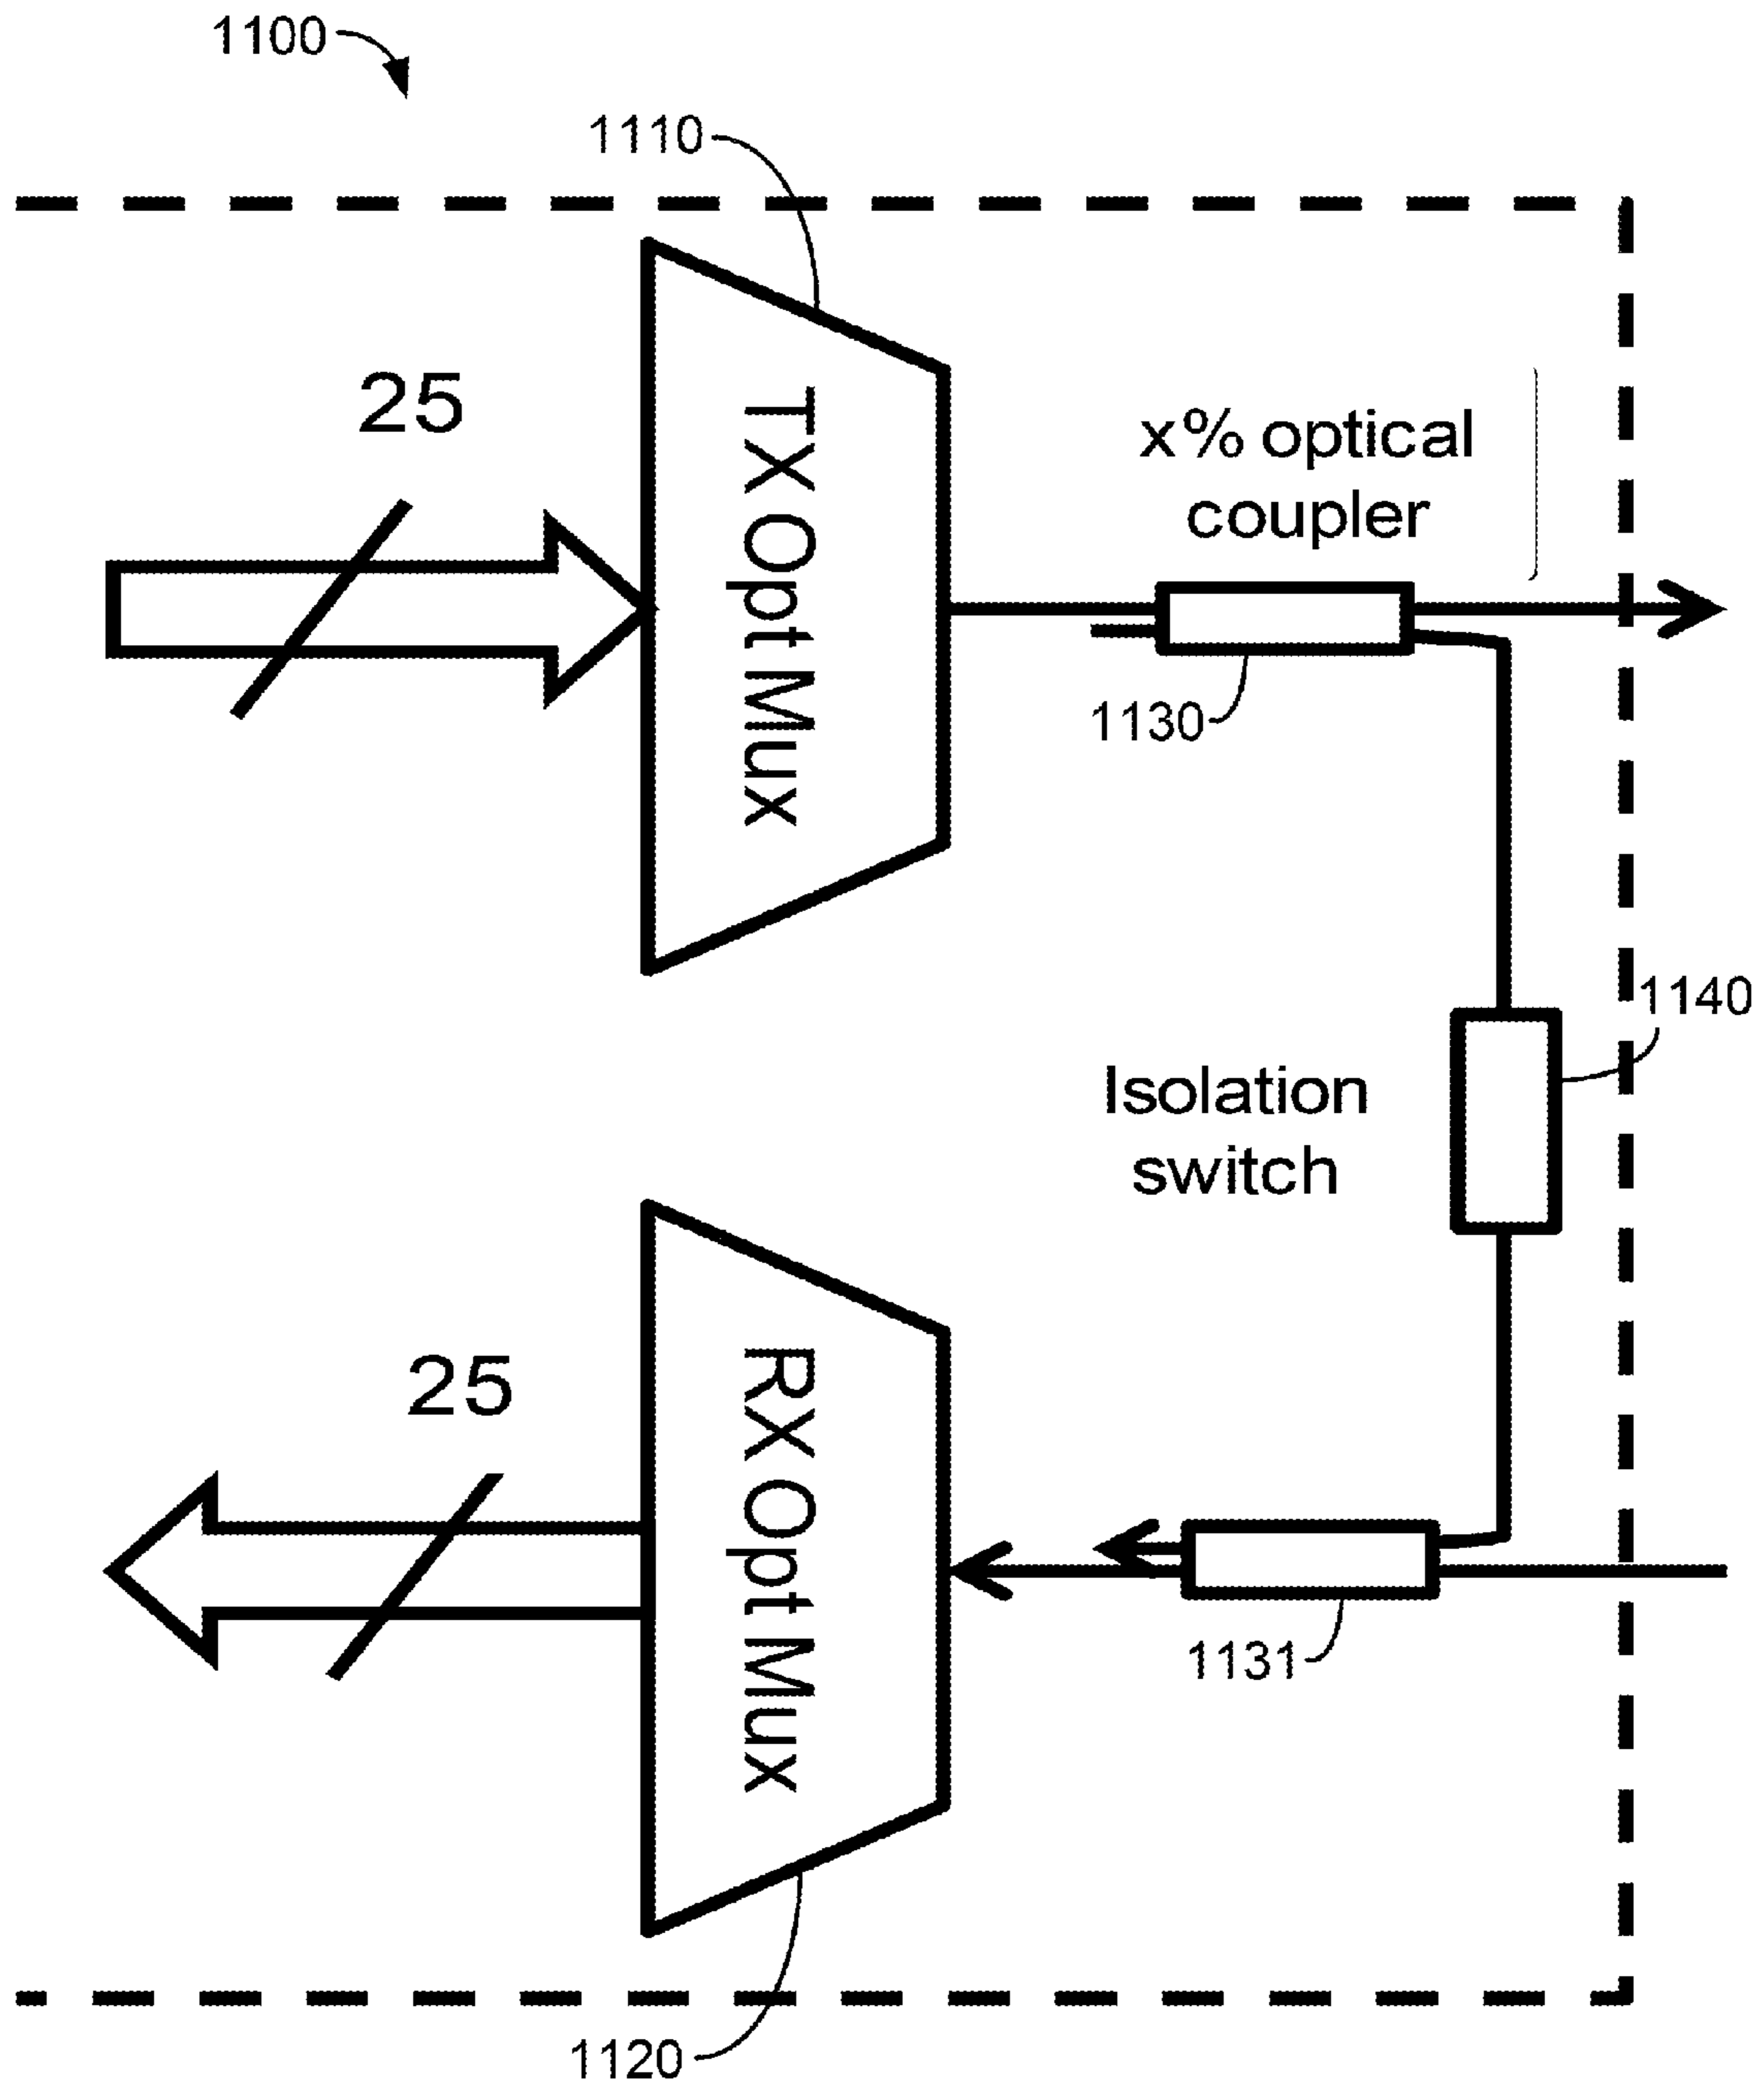 1100
1110
25
TX Opt Mux
x% optical
coupler
1130
1140
Isolation
switch
25
RX Opt Mux
1131
1120